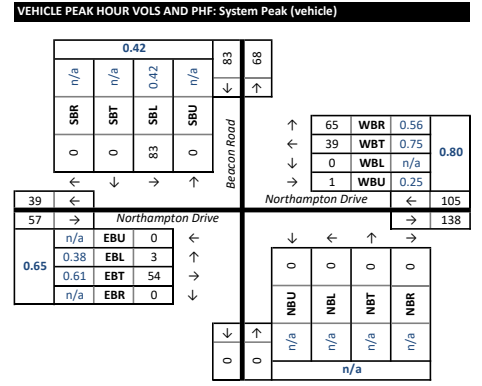 VEHICLE PEAK HOUR VOLS AND PHF: System Peak (vehicle)
0.42
83
68
n/a
n/a
0.42
n/a
↓
↑
SBR
SBT
SBL
SBU
0
0
83
0
Beacon Road
←
↓
→
↑
↑ 65 WBR 0.56
← 39 WBT 0.75
↓ 0 WBL n/a
→ 1 WBU 0.25
0.80
39 ←
Northampton Drive
← 105
57 →
Northampton Drive
→ 138
0.65
n/a EBU 0 ←
0.38 EBL 3 ↑
0.61 EBT 54 →
n/a EBR 0 ↓
↓
←
↑
→
0
0
0
0
NBU
NBL
NBT
NBR
n/a
n/a
n/a
n/a
↓
↑
0
0
n/a